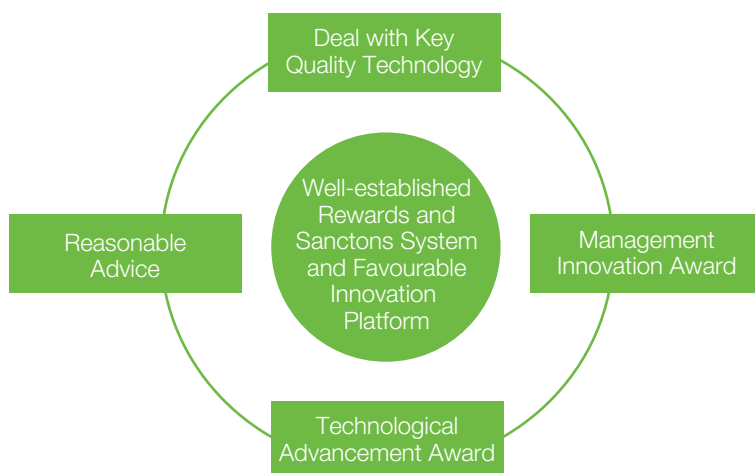 Deal with Key
Quality Technology
Well-established
Rewards and
Sanctons System
and Favourable
Innovation
Platform
Reasonable
Advice
Management
Innovation Award
Technological
Advancement Award